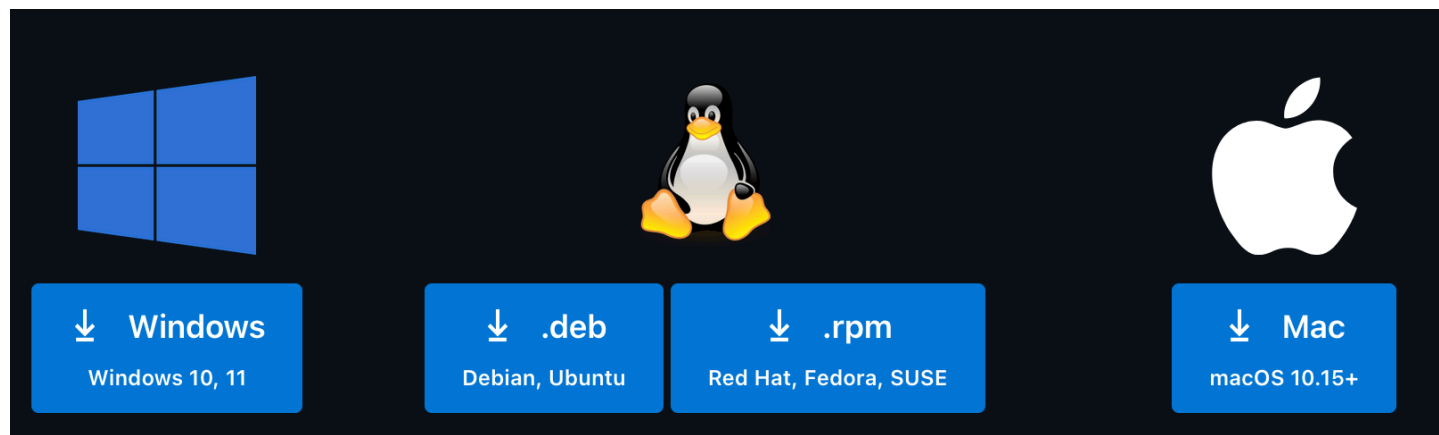 Windows
Windows 10, 11
.deb
Debian, Ubuntu
.rpm
Red Hat, Fedora, SUSE
Mac
macOS 10.15+